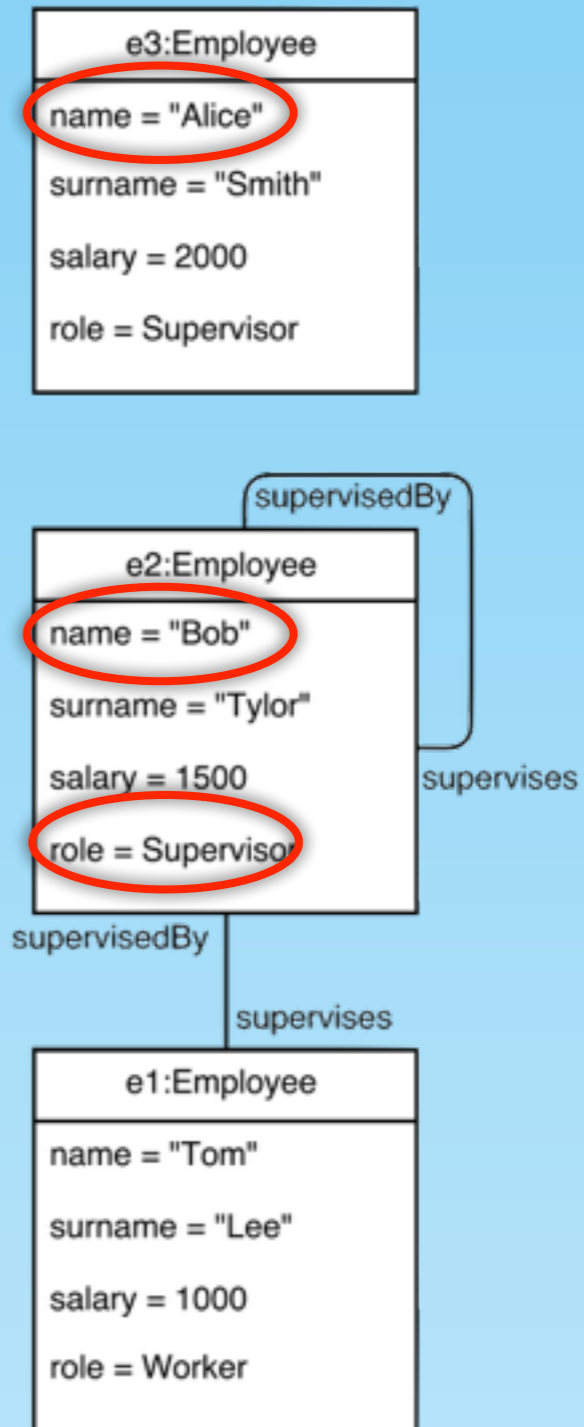 e3:Employee
name = "Alice"
surname = "Smith"
salary = 2000
role = Supervisor
supervisedBy
e2:Employee
name = "Bob"
surname = "Tylor"
salary = 1500
supervises
role = Supervisor
supervisedBy
supervises
e1:Employee
name = "Tom"
surname = "Lee"
salary = 1000
role = Worker